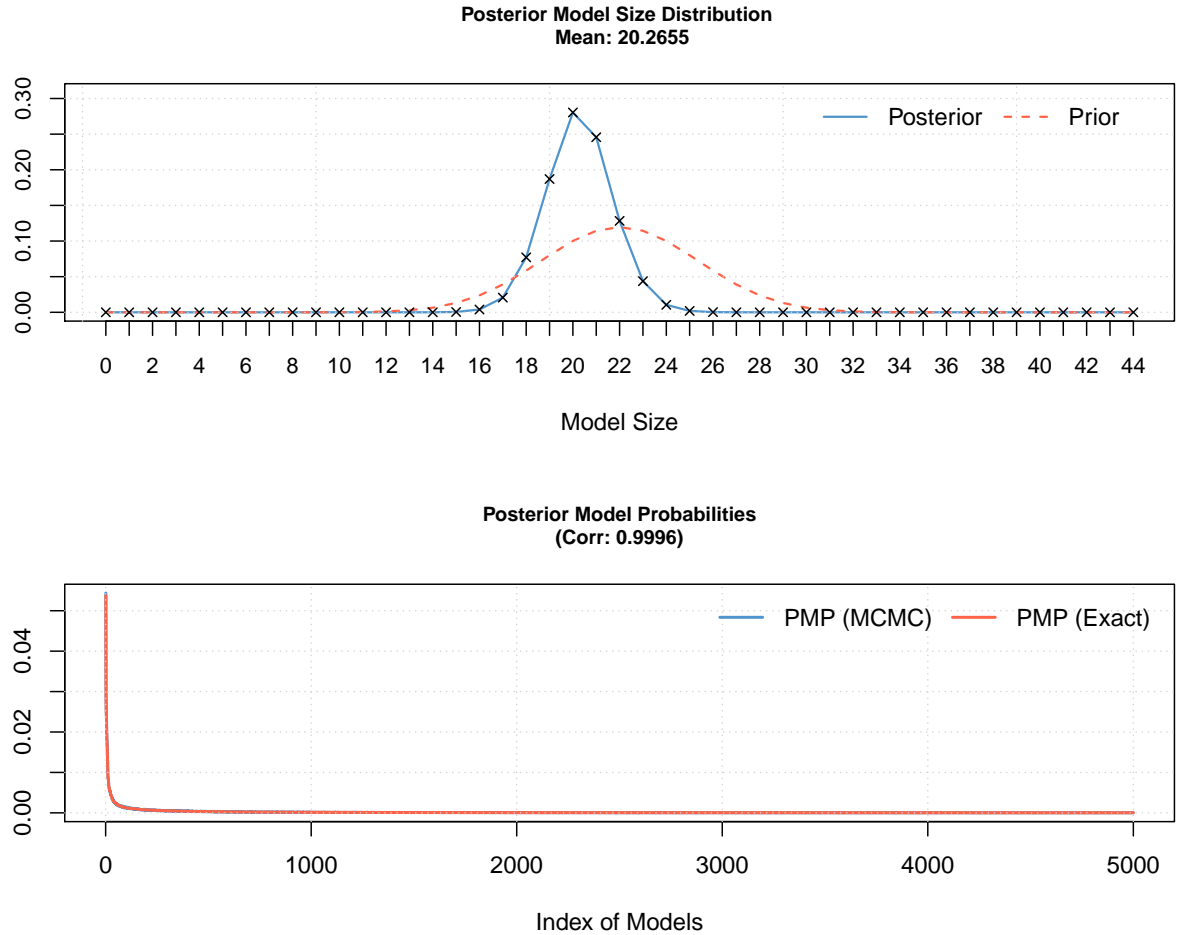 Posterior Model Size Distribution
Mean: 20.2655
0.30
0.20
0.10
0.00
Posterior
Prior
0 2 4 6 8 10 12 14 16 18 20 22 24 26 28 30 32 34 36 38 40 42 44
Model Size
Posterior Model Probabilities
(Corr: 0.9996)
0.04
0.02
0.00
PMP (MCMC)
PMP (Exact)
0 1000 2000 3000 4000 5000
Index of Models